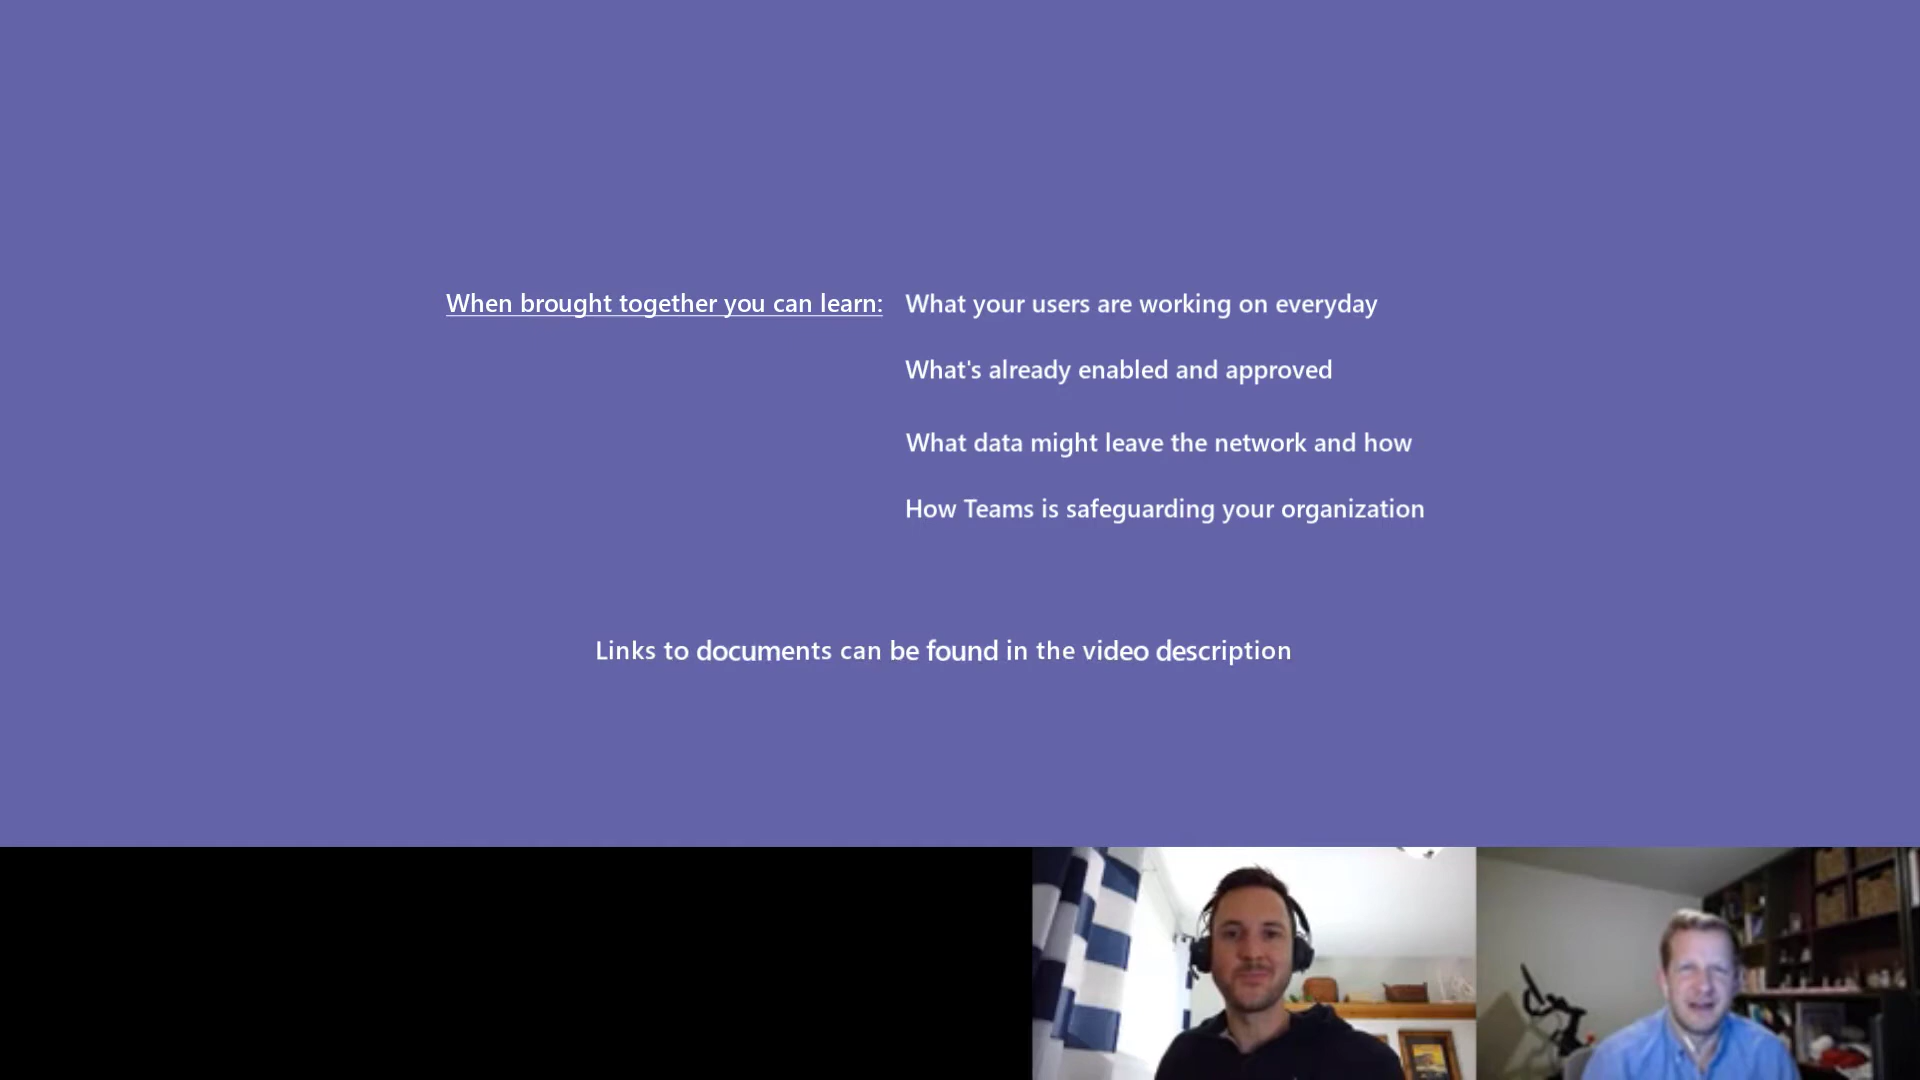 When brought together you can learn: What your users are working on everyday
What's already enabled and approved
What data might leave the network and how
How Teams is safeguarding your organization
Links to documents can be found in the video description